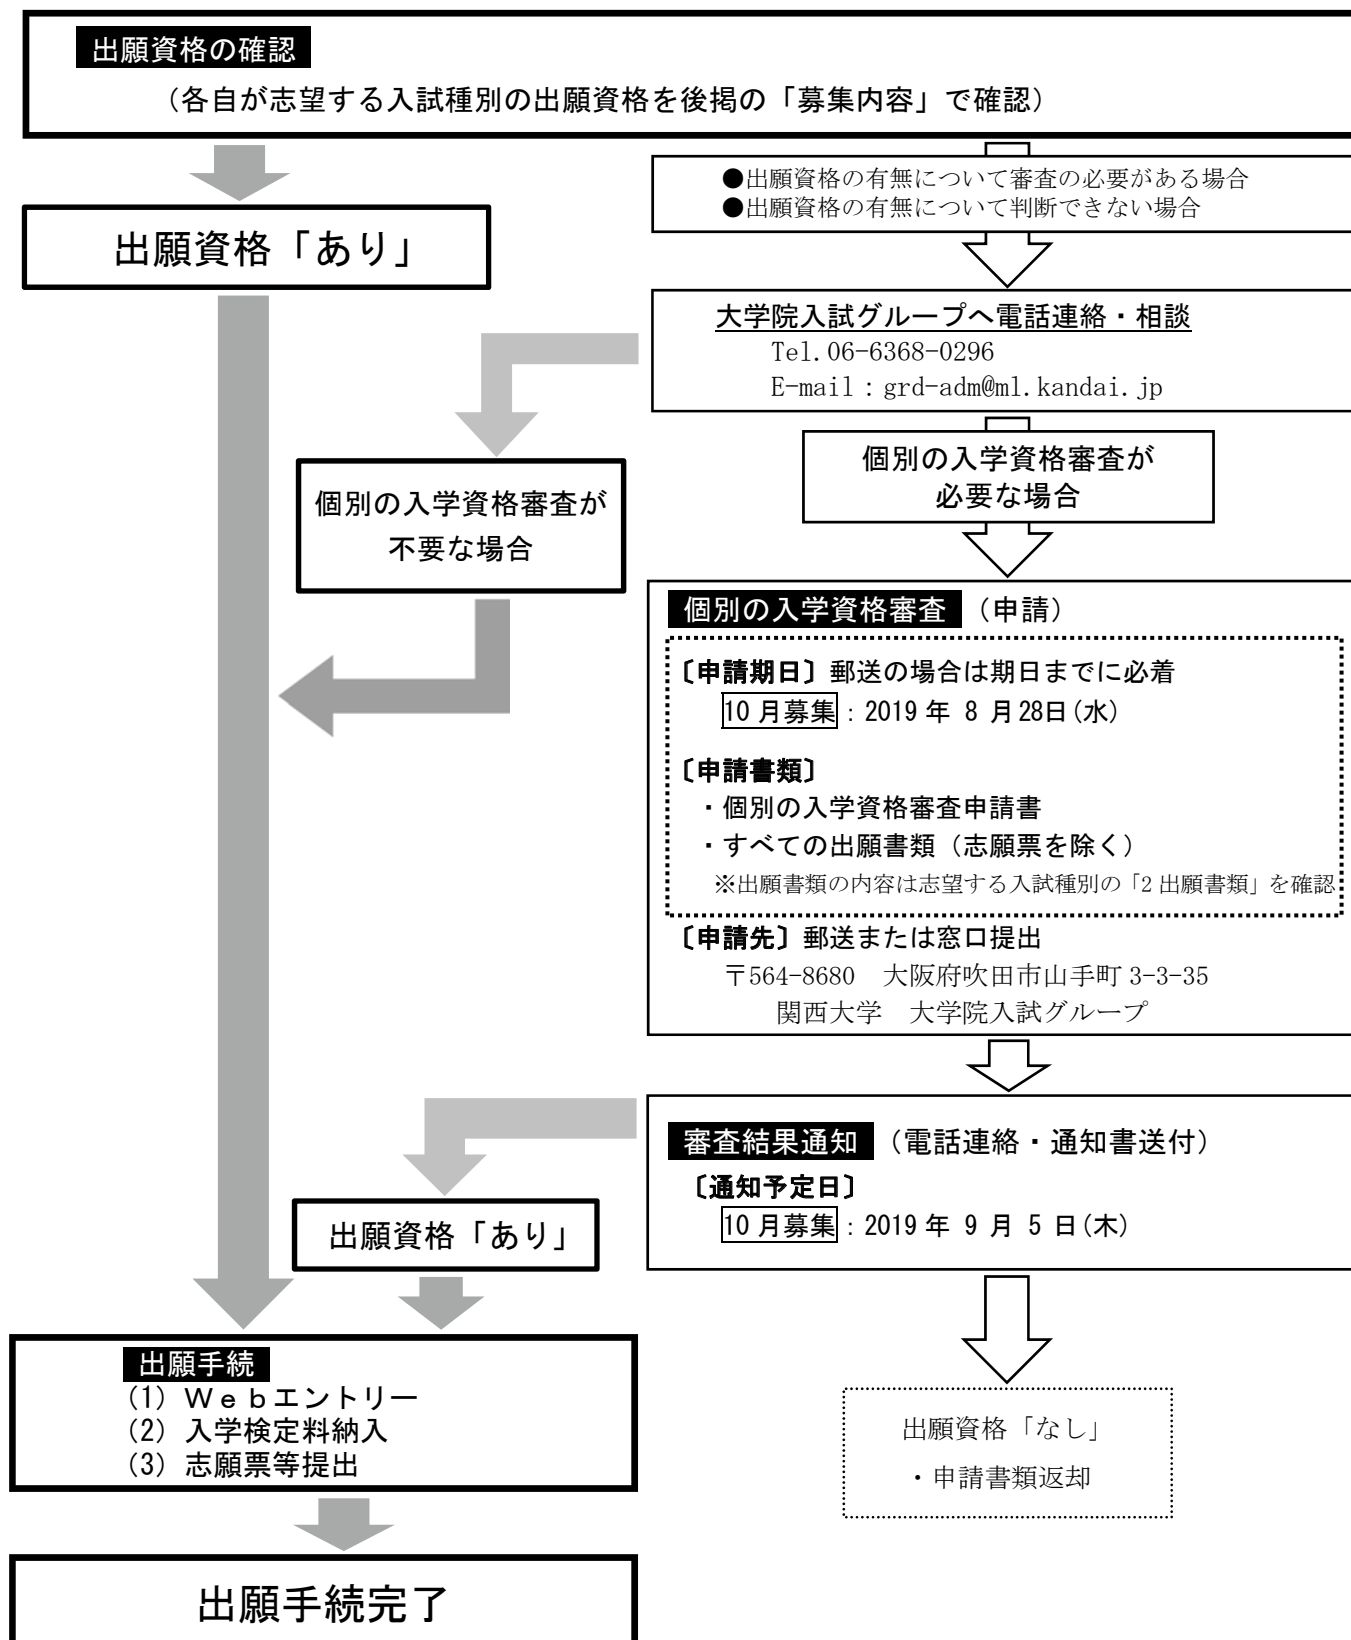 出願資格の確認
（各自が志望する入試種別の出願資格を後掲の「募集内容」で確認）
●出願資格の有無について審査の必要がある場合
●出願資格の有無について判断できない場合
出願資格「あり」
大学院入試グループへ電話連絡・相談
Tel.06-6368-0296
E-mail：grd-adm@ml.kandai.jp
個別の入学資格審査が
必要な場合
個別の入学資格審査が
不要な場合
個別の入学資格審査（申請）
〔申請期日〕郵送の場合は期日までに必着
10月募集：2019年 8 月28日(水)
〔申請書類〕
・個別の入学資格審査申請書
・すべての出願書類（志願票を除く）
※出願書類の内容は志望する入試種別の「2 出願書類」を確認
〔申請先〕郵送または窓口提出
〒564-8680　大阪府吹田市山手町 3-3-35
関西大学　大学院入試グループ
審査結果通知（電話連絡・通知書送付）
〔通知予定日〕
10月募集：2019年 9 月 5 日(木)
出願資格「あり」
出願手続
(1) Ｗｅｂエントリー
(2) 入学検定料納入
(3) 志願票等提出
出願資格「なし」
・申請書類返却
出願手続完了